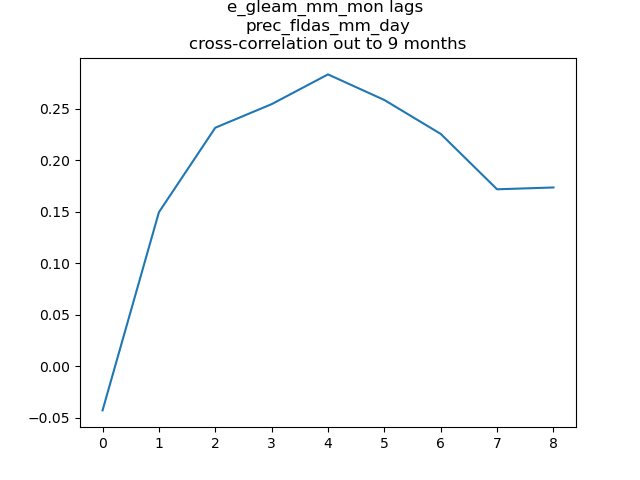 e_gleam_mm_mon lags
prec_fldas_mm_day
cross-correlation out to 9 months
0.25
0.20
0.15
0.10
0.05
0.00
−0.05
0 1 2 3 4 5 6 7 8